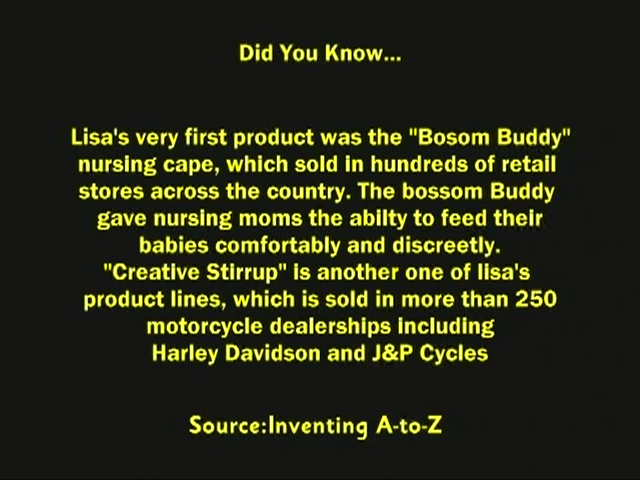 Did You Know...
Lisa's very first product was the "Bosom Buddy"
nursing cape, which sold in hundreds of retail
stores across the country. The bossom Buddy
gave nursing moms the abilty to feed their
babies comfortably and discreetly.
"Creative Stirrup" is another one of lisa's
product lines, which is sold in more than 250
motorcycle dealerships including
Harley Davidson and J&P Cycles
Source:Inventing A-to-Z